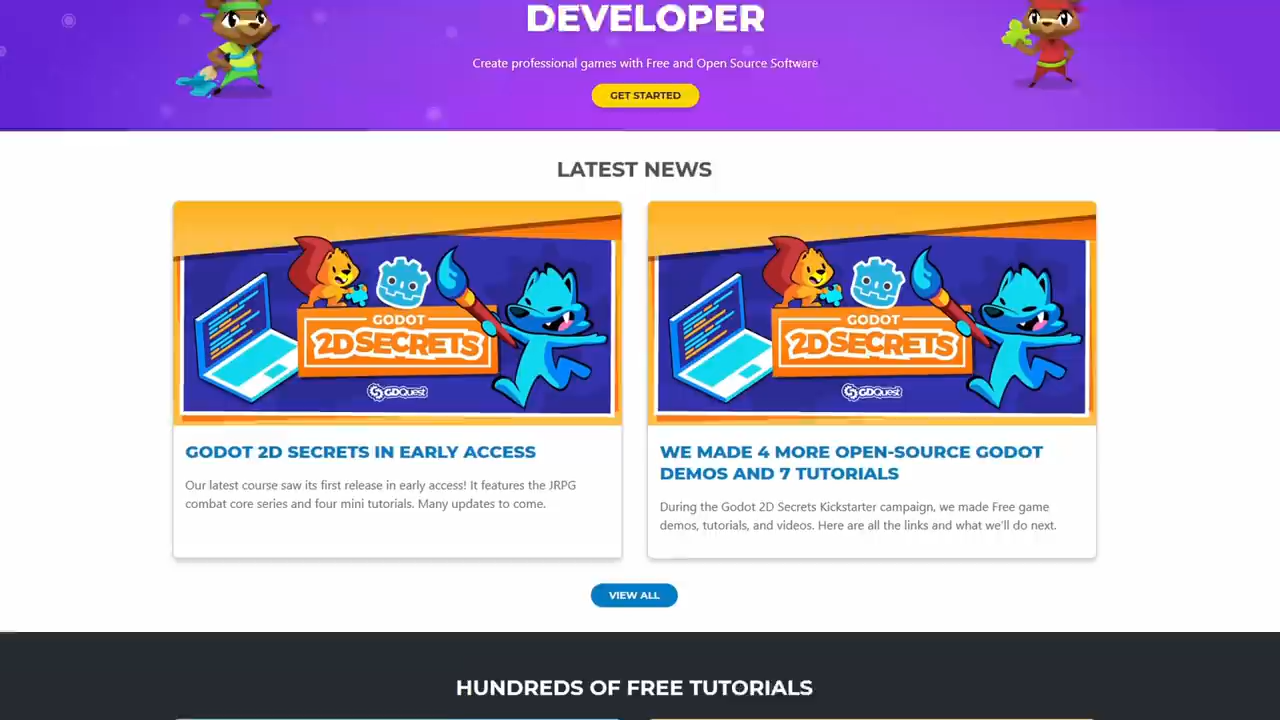 DEVELOPER
Create professional games with Free and Open Source Software
GET STARTED
LATEST NEWS
GODOT
2D SECRETS
GDQuest
GODOT 2D SECRETS IN EARLY ACCESS
Our latest course saw its first release in early access! It features the JRPG
combat core series and four mini tutorials. Many updates to come.
GODOT
2D SECRETS
GDQuest
WE MADE 4 MORE OPEN-SOURCE GODOT
DEMOS AND 7 TUTORIALS
During the Godot 2D Secrets Kickstarter campaign, we made Free game
demos, tutorials, and videos. Here are all the links and what we'll do next.
VIEW ALL
HUNDREDS OF FREE TUTORIALS